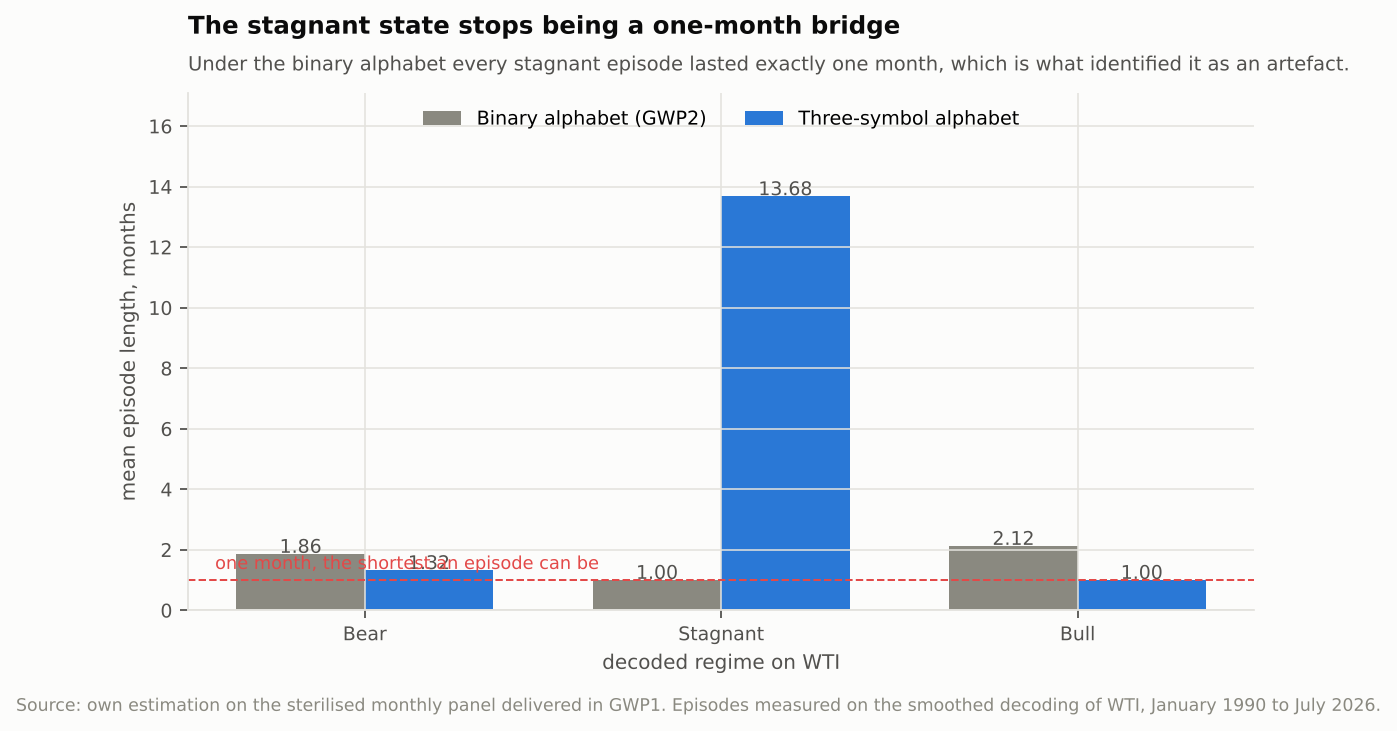 The stagnant state stops being a one-month bridge
Under the binary alphabet every stagnant episode lasted exactly one month, which is what identified it as an artefact.
Binary alphabet (GWP2)
Three-symbol alphabet
mean episode length, months
16
14
12
10
8
6
4
2
0
13.68
1.86
1.32
1.00
2.12
1.00
one month, the shortest an episode can be
Bear
Stagnant
Bull
decoded regime on WTI
Source: own estimation on the sterilised monthly panel delivered in GWP1. Episodes measured on the smoothed decoding of WTI, January 1990 to July 2026.